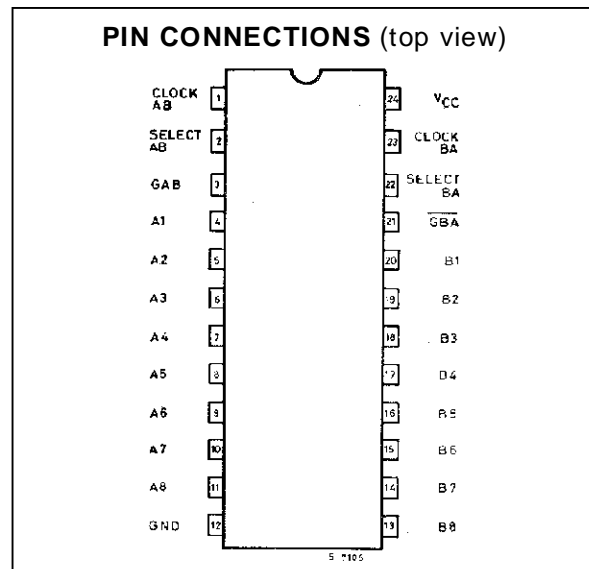 PIN CONNECTIONS (top view)
CLOCK AB 1
SELECT AB 2
GAB 3
A1 4
A2 5
A3 6
A4 7
A5 8
A6 9
A7 10
A8 11
GND 12
24 VCC
23 CLOCK BA
22 SELECT BA
21 GBA
20 B1
19 B2
18 B3
17 B4
16 B5
15 B6
14 B7
13 B8